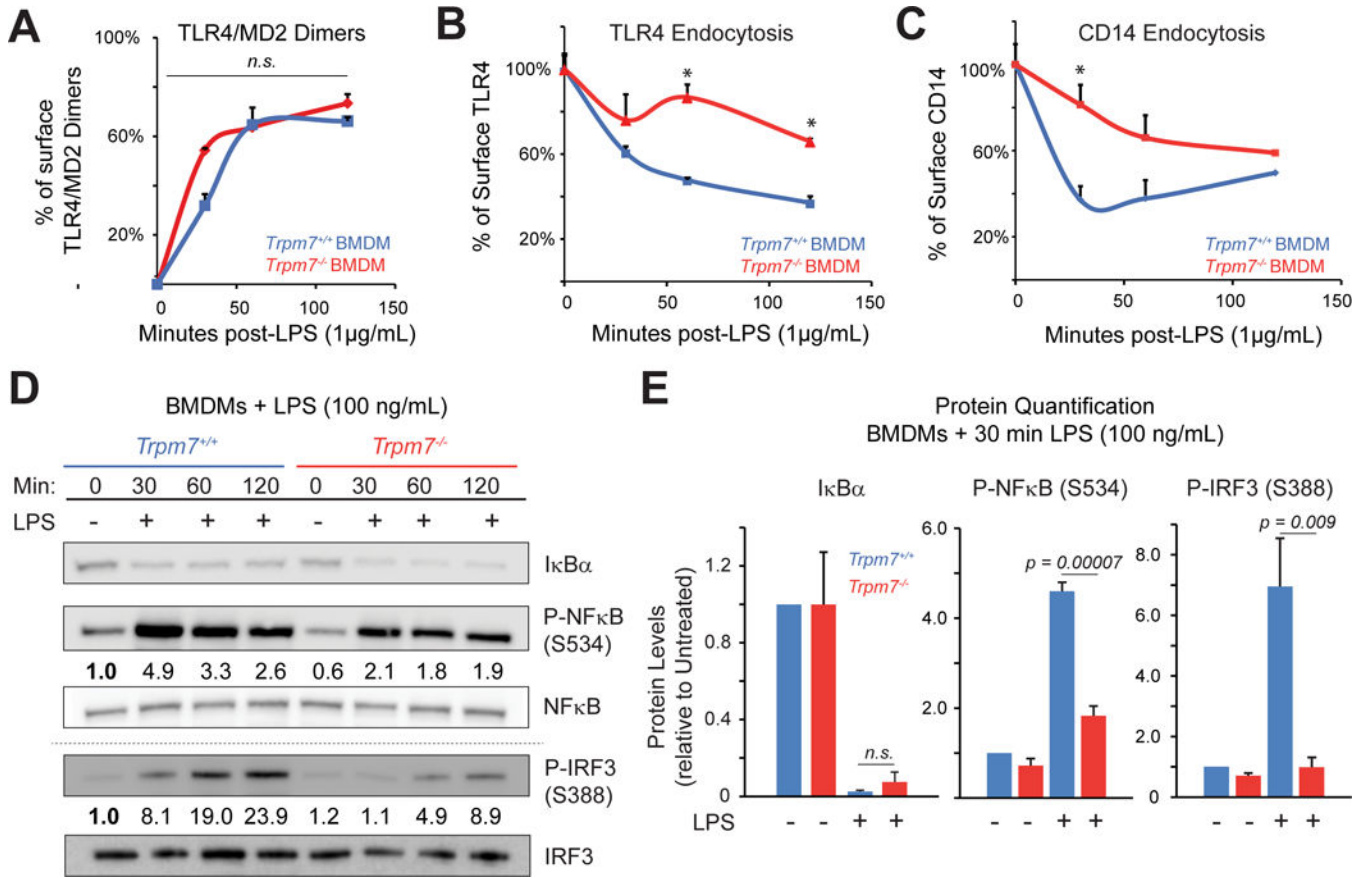 A
TLR4/MD2 Dimers
n.s.
% of surface
TLR4/MD2 Dimers
100%
60%
20%
-
Trpm7+/+ BMDM
Trpm7-/- BMDM
0 50 100 150
Minutes post-LPS (1µg/mL)
B
TLR4 Endocytosis
% of Surface TLR4
100%
60%
20%
*
*
Trpm7+/+ BMDM
Trpm7-/- BMDM
0 50 100 150
Minutes post-LPS (1µg/mL)
C
CD14 Endocytosis
% of Surface CD14
100%
60%
20%
*
Trpm7+/+ BMDM
Trpm7-/- BMDM
0 50 100 150
Minutes post-LPS (1µg/mL)
D
BMDMs + LPS (100 ng/mL)
Trpm7+/+ Trpm7-/-
Min: 0 30 60 120 0 30 60 120
LPS - + + + - + + +
IκBα
P-NFκB
(S534)
1.0 4.9 3.3 2.6 0.6 2.1 1.8 1.9
NFκB
P-IRF3
(S388)
1.0 8.1 19.0 23.9 1.2 1.1 4.9 8.9
IRF3
E
Protein Quantification
BMDMs + 30 min LPS (100 ng/mL)
Protein Levels
(relative to Untreated)
IκBα
1.2
0.8
0.4
0
Trpm7+/+
Trpm7-/-
n.s.
LPS - - + +
P-NFκB (S534)
6.0
4.0
2.0
0
p = 0.00007
- - + +
P-IRF3 (S388)
8.0
6.0
4.0
2.0
0
p = 0.009
- - + +